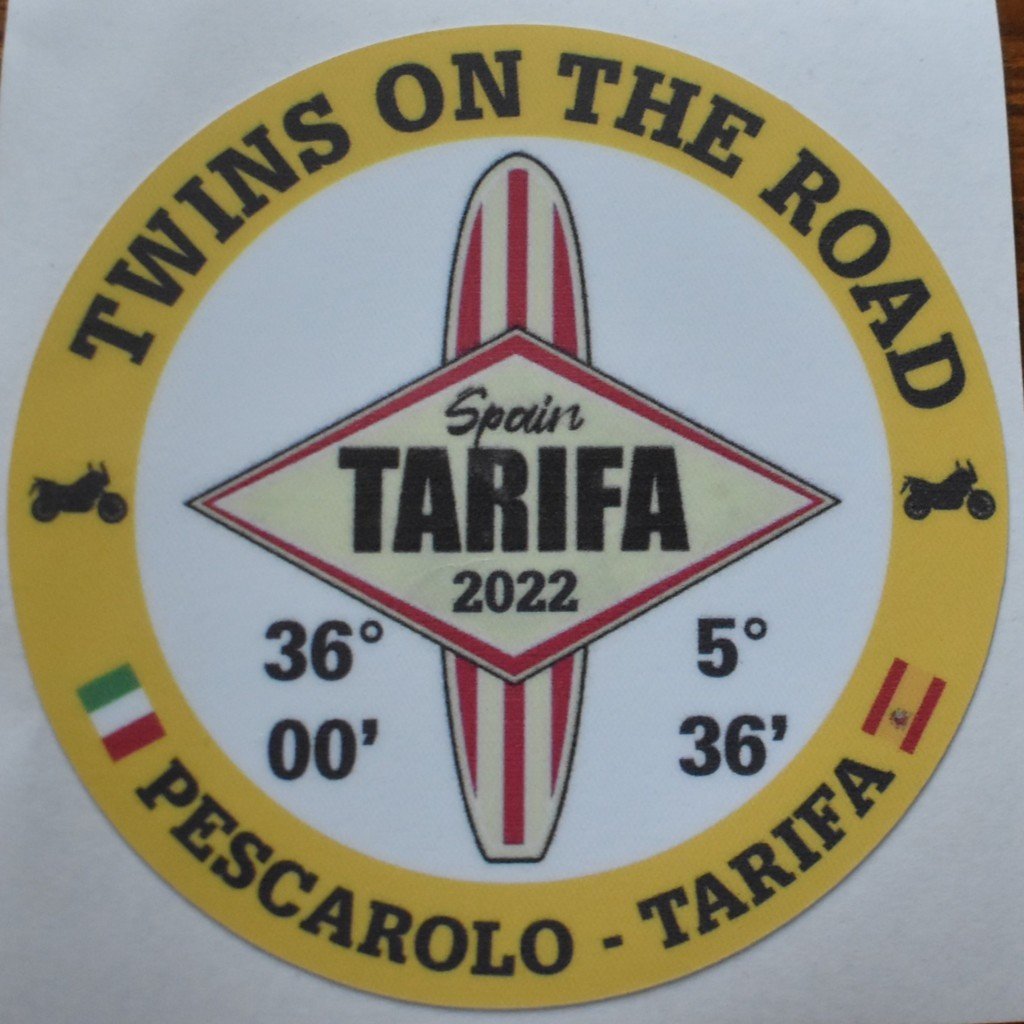 TWINS ON THE ROAD
Spain
TARIFA
2022
36° 5°
00’ 36’
PESCAROLO - TARIFA